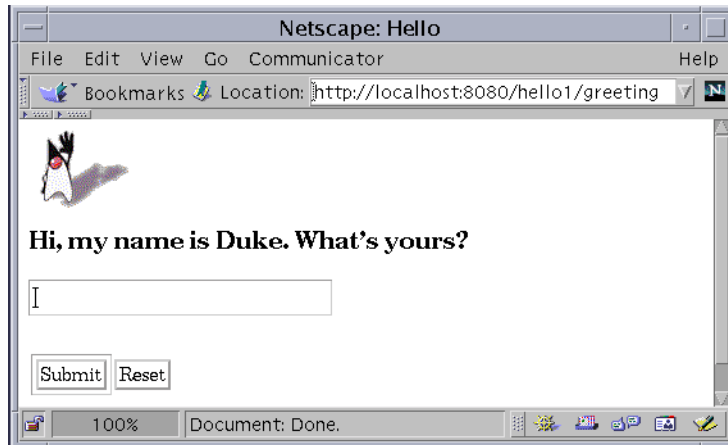 Netscape: Hello
File Edit View Go Communicator Help
Bookmarks Location: http://localhost:8080/hello1/greeting N
Hi, my name is Duke. What's yours?
Submit Reset
100% Document: Done.